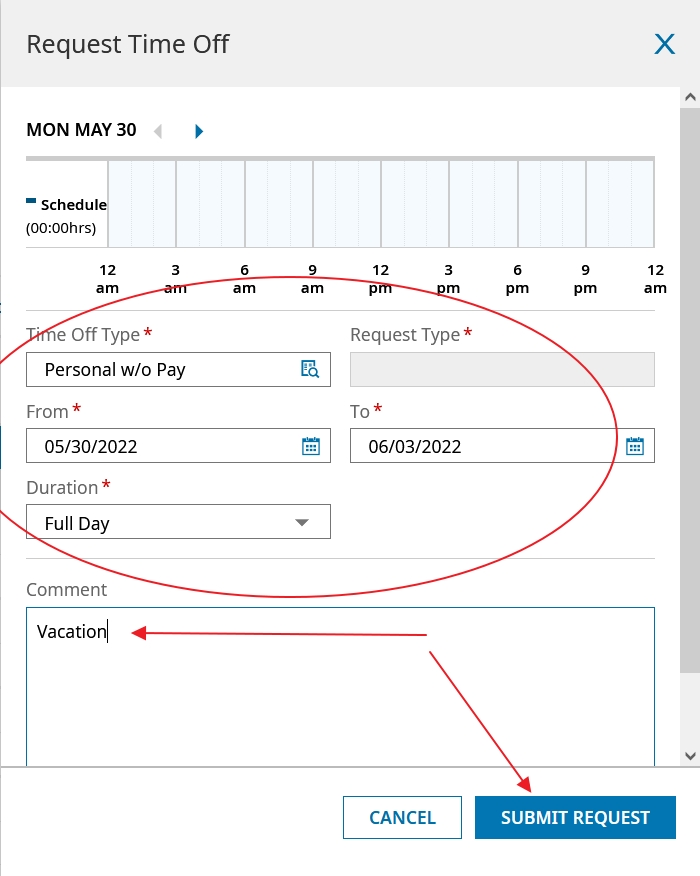 Request Time Off
MON MAY 30
Schedule
(00:00hrs)
12 3 6 9 12 3 6 9 12
am am am am pm pm pm pm am
Time Off Type* Request Type*
Personal w/o Pay
From* To*
05/30/2022 06/03/2022
Duration*
Full Day
Comment
Vacation
CANCEL SUBMIT REQUEST